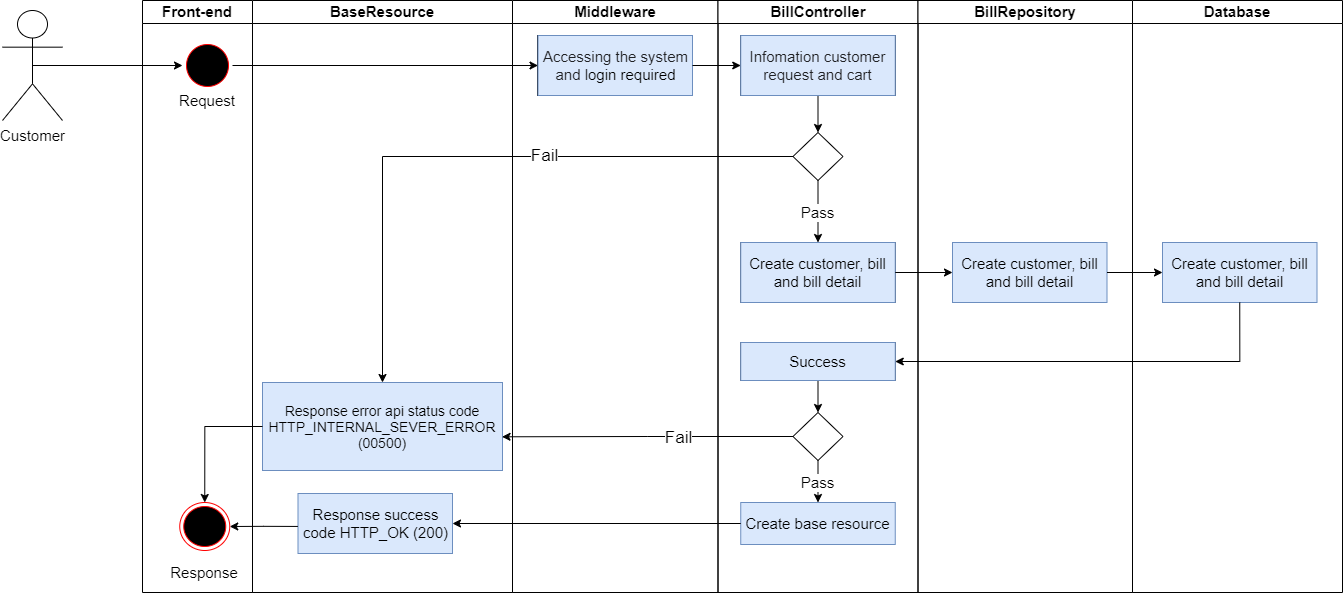 Front-end
BaseResource
Middleware
BillController
BillRepository
Database
Customer
Request
Accessing the system
and login required
Infomation customer
request and cart
Fail
Pass
Create customer, bill
and bill detail
Create customer, bill
and bill detail
Create customer, bill
and bill detail
Success
Response error api status code
HTTP_INTERNAL_SEVER_ERROR
(00500)
Fail
Pass
Response success
code HTTP_OK (200)
Create base resource
Response